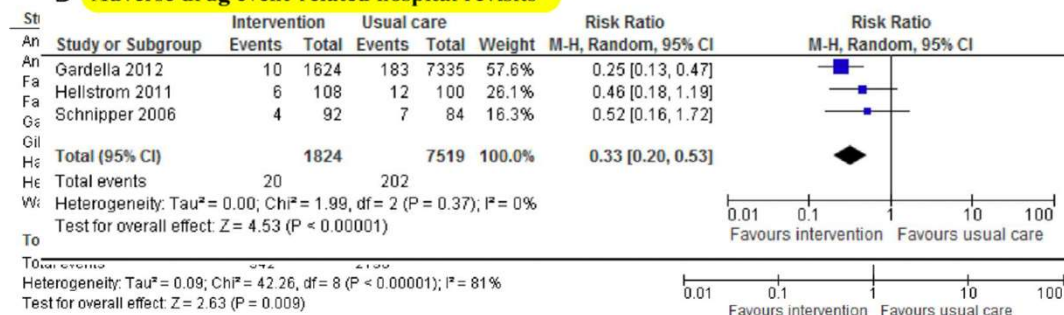 Adverse drug event-related hospital revisits
Intervention Usual care Risk Ratio Risk Ratio
Study or Subgroup Events Total Events Total Weight M-H, Random, 95% CI M-H, Random, 95% CI
Gardella 2012 10 1624 183 7335 57.6% 0.25 [0.13, 0.47]
Hellstrom 2011 6 108 12 100 26.1% 0.46 [0.18, 1.19]
Schnipper 2006 4 92 7 84 16.3% 0.52 [0.16, 1.72]
Total (95% CI) 1824 7519 100.0% 0.33 [0.20, 0.53]
Total events 20 202
Heterogeneity: Tau² = 0.00; Chi² = 1.99, df = 2 (P = 0.37); I² = 0%
Test for overall effect: Z = 4.53 (P < 0.00001)
0.01 0.1 1 10 100
Favours intervention Favours usual care
Heterogeneity: Tau² = 0.09; Chi² = 42.26, df = 8 (P < 0.00001); I² = 81%
Test for overall effect: Z = 2.63 (P = 0.009)
0.01 0.1 1 10 100
Favours intervention Favours usual care